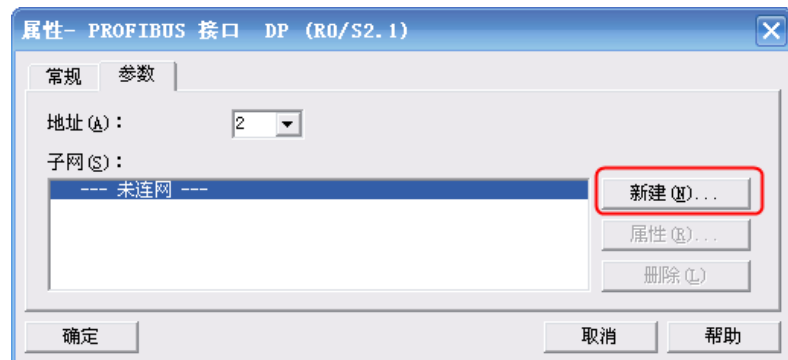 属性- PROFIBUS 接口 DP (R0/S2.1)
常规 参数
地址(A): 2
子网(S):
--- 未连网 ---
新建(N)...
属性(R)...
删除(L)
确定 取消 帮助